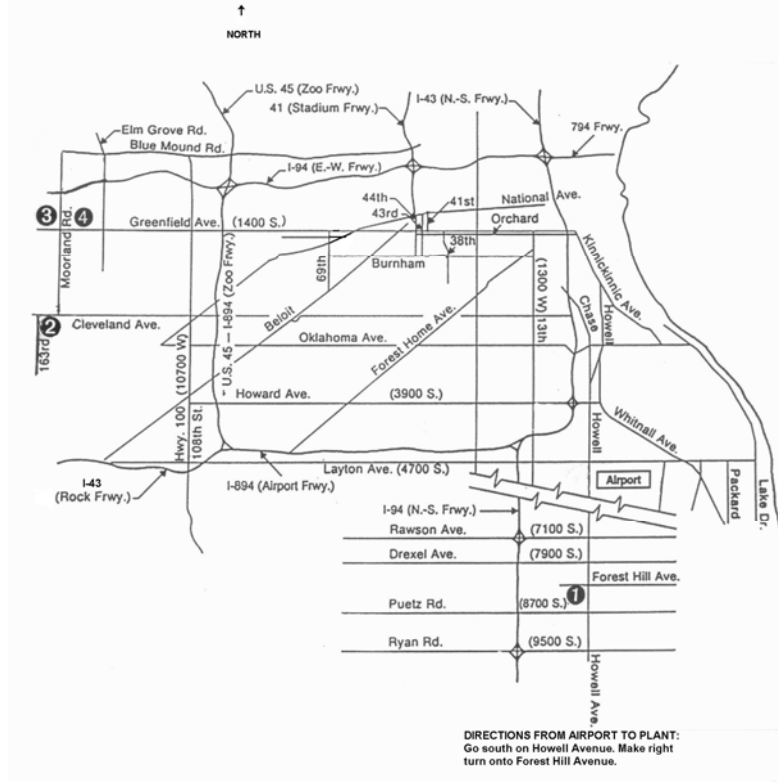 NORTH
U.S. 45 (Zoo Frwy.)
41 (Stadium Frwy.)
I-43 (N.-S. Frwy.)
794 Frwy.
Elm Grove Rd.
Blue Mound Rd.
I-94 (E.-W. Frwy.)
44th
41st
National Ave.
3
4
Greenfield Ave. (1400 S.)
43rd
Orchard
38th
Moorland Rd.
69th
Burnham
Kinnickinnic Ave.
(1300 W) 13th
Chase
Howell
U.S. 45 — I-894 (Zoo Frwy.)
Beloit
Forest Home Ave.
2
Cleveland Ave.
163rd
Oklahoma Ave.
Hwy. 100 (10700 W)
108th St.
Howard Ave. (3900 S.)
Howell
Whitnall Ave.
Layton Ave. (4700 S.)
I-43
(Rock Frwy.)
I-894 (Airport Frwy.)
Airport
Packard
Lake Dr.
I-94 (N.-S. Frwy.)
Rawson Ave. (7100 S.)
Drexel Ave. (7900 S.)
Forest Hill Ave.
1
Puetz Rd. (8700 S.)
Ryan Rd. (9500 S.)
Howell Ave.
DIRECTIONS FROM AIRPORT TO PLANT:
Go south on Howell Avenue. Make right
turn onto Forest Hill Avenue.